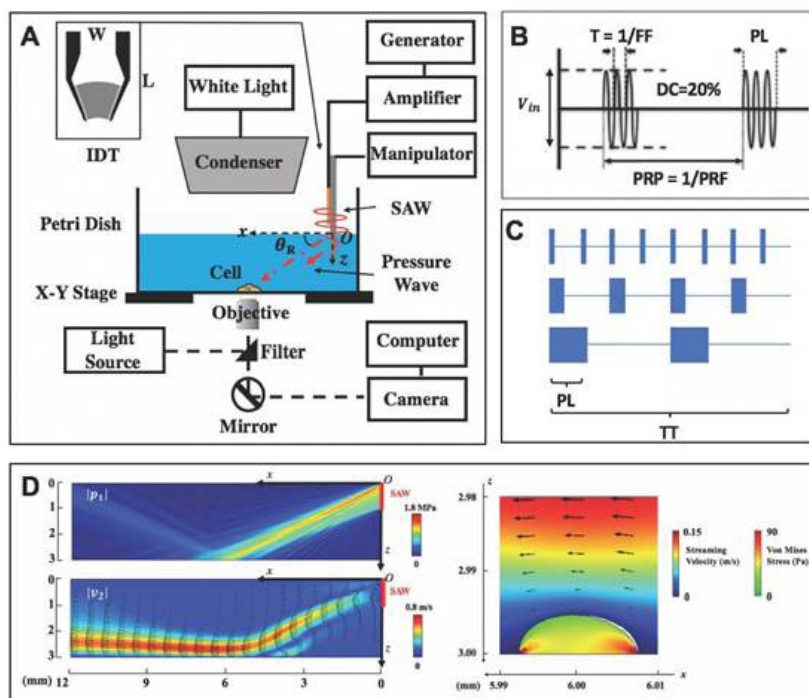 A
W
L
IDT
White Light
Condenser
Generator
Amplifier
Manipulator
SAW
Petri Dish
x
O
θR
z
Cell
Pressure
Wave
X-Y Stage
Objective
Light
Source
Filter
Mirror
Computer
Camera
B
T = 1/FF
PL
Vin
DC=20%
PRP = 1/PRF
C
PL
TT
D
x
O
0
|p1|
SAW
1.8 MPa
1
2
0
3
z
x
O
0
|v2|
SAW
0.8 m/s
1
2
0
3
z
(mm) 12 9 6 3 0
z
2.98
2.99
3.00
(mm) 5.99 6.00 6.01 x
0.15
Streaming
Velocity (m/s)
0
90
Von Mises
Stress (Pa)
0